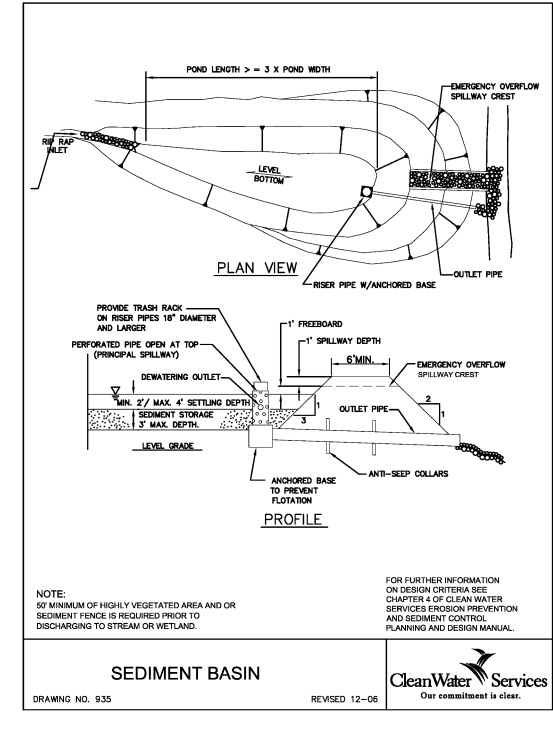 POND LENGTH > = 3 X POND WIDTH
EMERGENCY OVERFLOW
SPILLWAY CREST
RIP RAP
INLET
LEVEL
BOTTOM
PLAN VIEW
OUTLET PIPE
RISER PIPE W/ANCHORED BASE
PROVIDE TRASH RACK
ON RISER PIPES 18" DIAMETER
AND LARGER
1' FREEBOARD
PERFORATED PIPE OPEN AT TOP
(PRINCIPAL SPILLWAY)
1' SPILLWAY DEPTH
6'MIN.
DEWATERING OUTLET
EMERGENCY OVERFLOW
SPILLWAY CREST
MIN. 2'/ MAX. 4' SETTLING DEPTH
SEDIMENT STORAGE
3' MAX. DEPTH.
1
3
OUTLET PIPE
2
1
LEVEL GRADE
ANTI-SEEP COLLARS
ANCHORED BASE
TO PREVENT
FLOTATION
PROFILE
NOTE:
50' MINIMUM OF HIGHLY VEGETATED AREA AND OR
SEDIMENT FENCE IS REQUIRED PRIOR TO
DISCHARGING TO STREAM OR WETLAND.
FOR FURTHER INFORMATION
ON DESIGN CRITERIA SEE
CHAPTER 4 OF CLEAN WATER
SERVICES EROSION PREVENTION
AND SEDIMENT CONTROL
PLANNING AND DESIGN MANUAL.
SEDIMENT BASIN
DRAWING NO. 935
REVISED 12-06
CleanWater Services
Our commitment is clear.